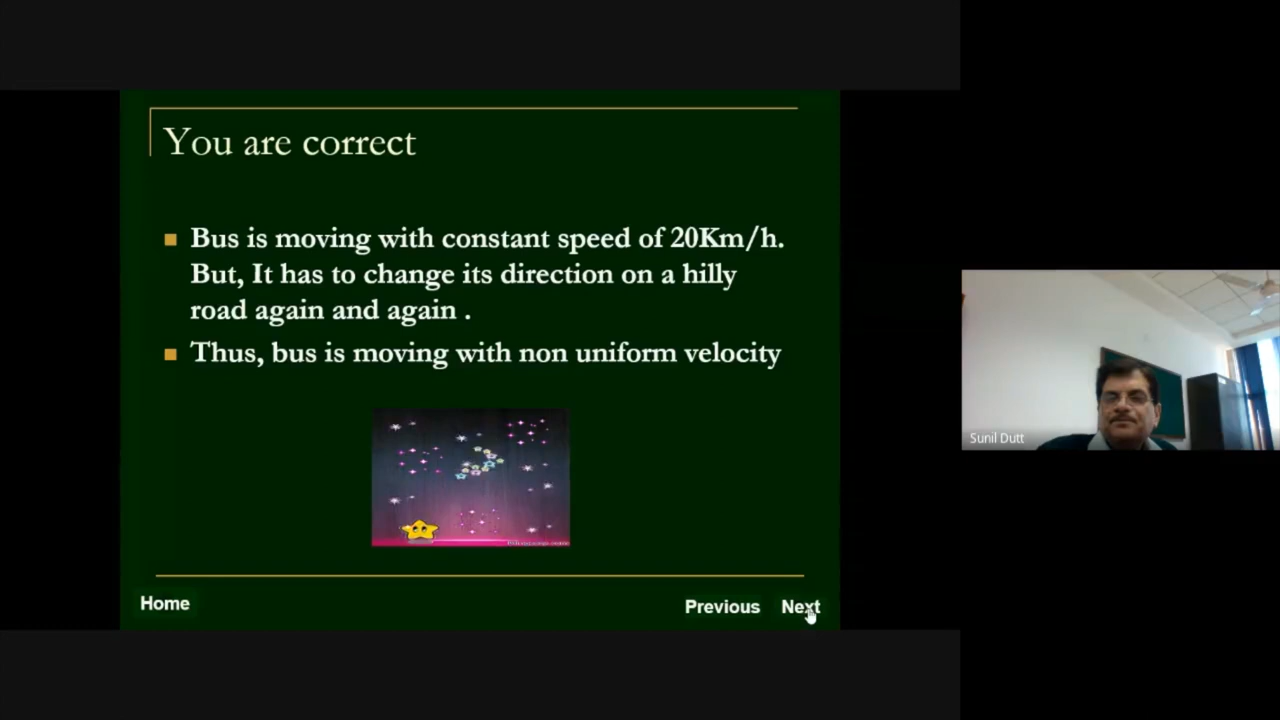 You are correct
Bus is moving with constant speed of 20Km/h.
But, It has to change its direction on a hilly
road again and again .
Thus, bus is moving with non uniform velocity
Home
Previous
Next
Sunil Dutt